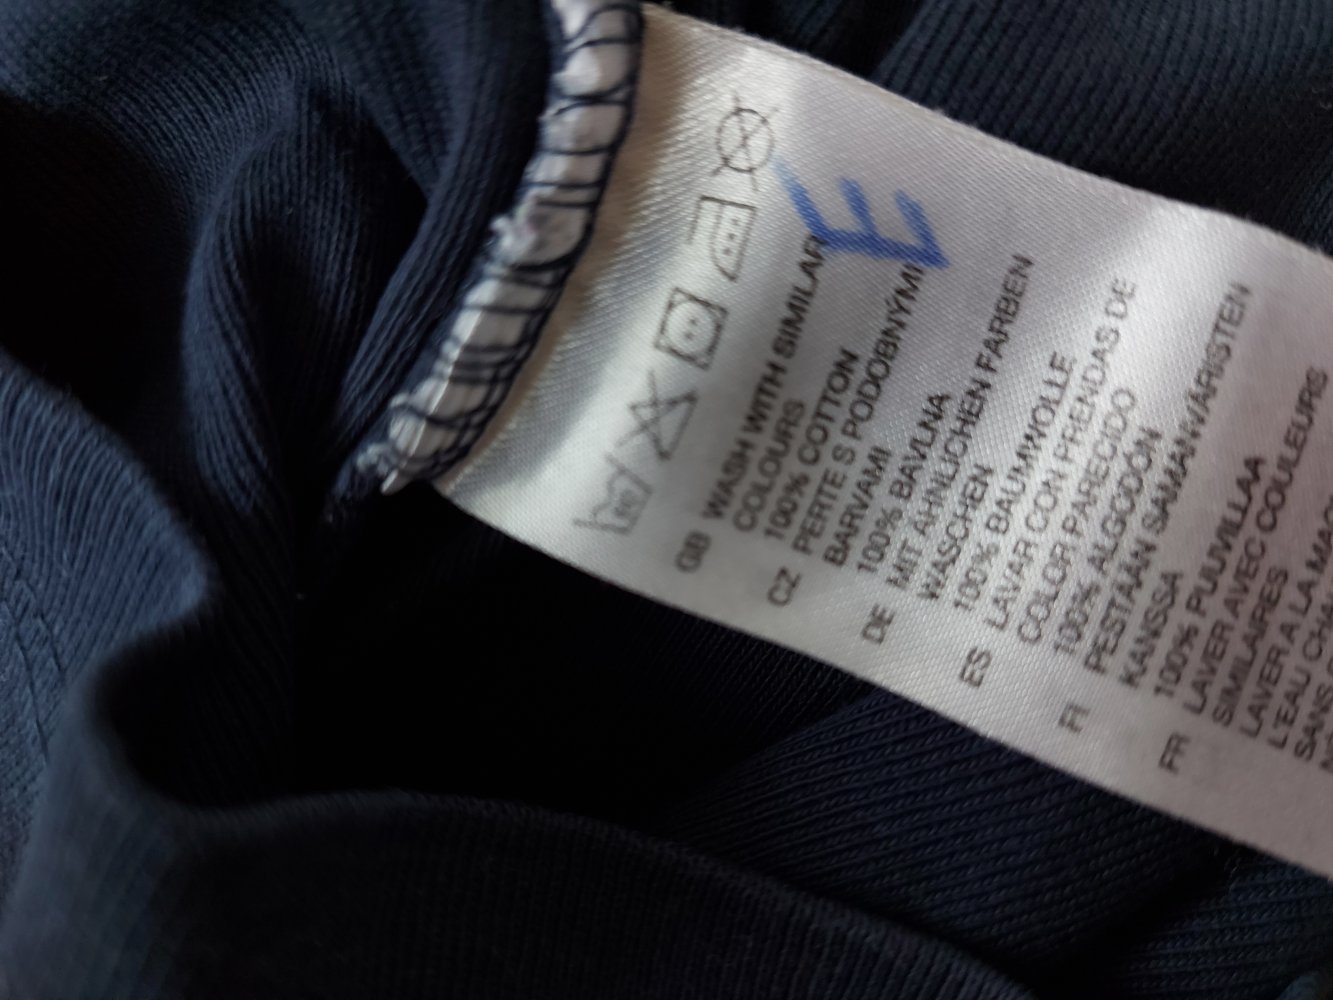 E
GB WASH WITH SIMILAR
COLOURS
100% COTTON
CZ PERTE S PODOBNÝMI
BARVAMI
100% BAVLNA
DE MIT ÄHNLICHEN FARBEN
WASCHEN
100% BAUMWOLLE
ES LAVAR CON PRENDAS DE
COLOR PARECIDO
100% ALGODÓN
FI PESTÄÄN SAMANVÄRISTEN
KANSSA
100% PUUVILLAA
FR LAVER AVEC COULEURS
SIMILAIRES
LAVER A LA
L'EAU
SANS